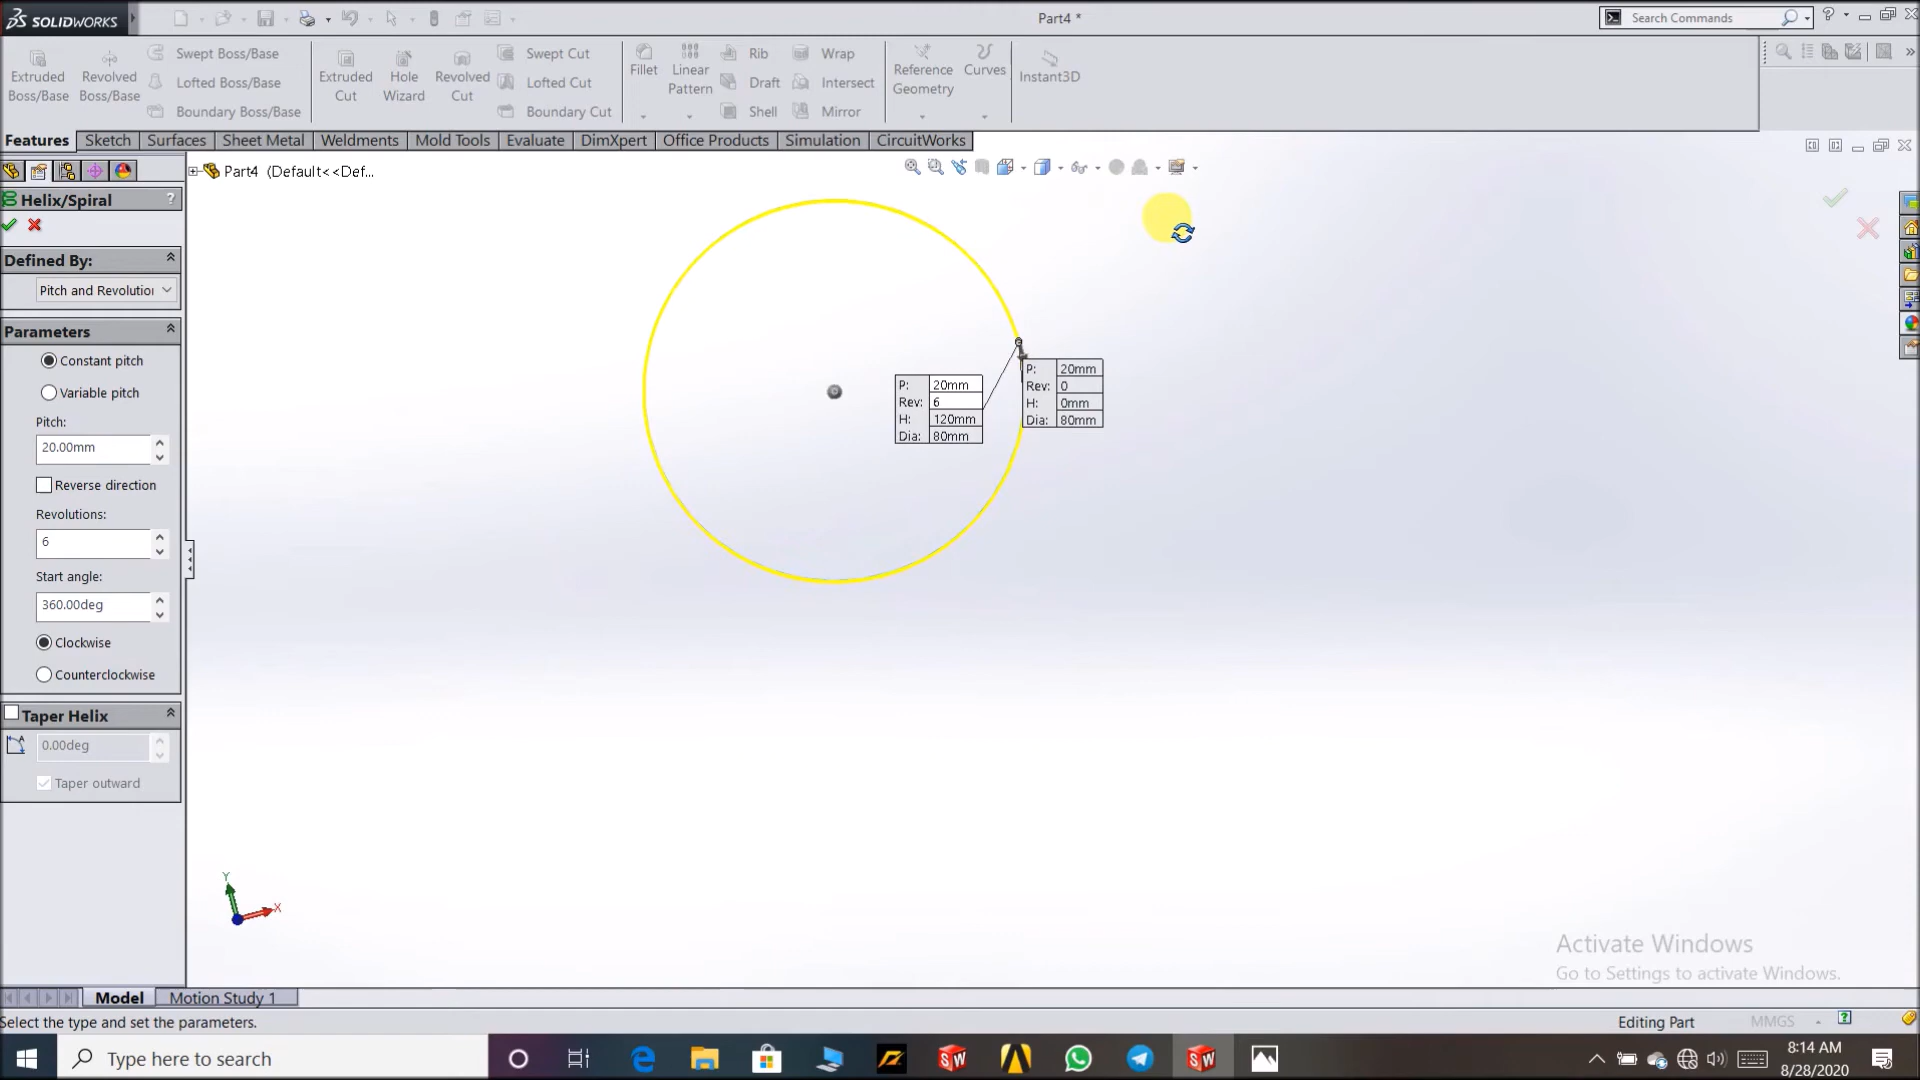 SOLIDWORKS
Part4 *
Search Commands
Extruded Boss/Base
Revolved Boss/Base
Swept Boss/Base
Lofted Boss/Base
Boundary Boss/Base
Extruded Cut
Hole Wizard
Revolved Cut
Swept Cut
Lofted Cut
Boundary Cut
Fillet
Linear Pattern
Rib
Draft
Shell
Wrap
Intersect
Mirror
Reference Geometry
Curves
Instant3D
Features
Sketch
Surfaces
Sheet Metal
Weldments
Mold Tools
Evaluate
DimXpert
Office Products
Simulation
CircuitWorks
Part4 (Default<<Def...
Helix/Spiral
?
Defined By:
Pitch and Revolution
Parameters
Constant pitch
Variable pitch
Pitch:
20.00mm
Reverse direction
Revolutions:
6
Start angle:
360.00deg
Clockwise
Counterclockwise
Taper Helix
0.00deg
Taper outward
P: 20mm
Rev: 6
H: 120mm
Dia: 80mm
P: 20mm
Rev: 0
H: 0mm
Dia: 80mm
Y
X
Activate Windows
Go to Settings to activate Windows.
Model
Motion Study 1
Select the type and set the parameters.
Editing Part
MMGS
Type here to search
8:14 AM
8/28/2020